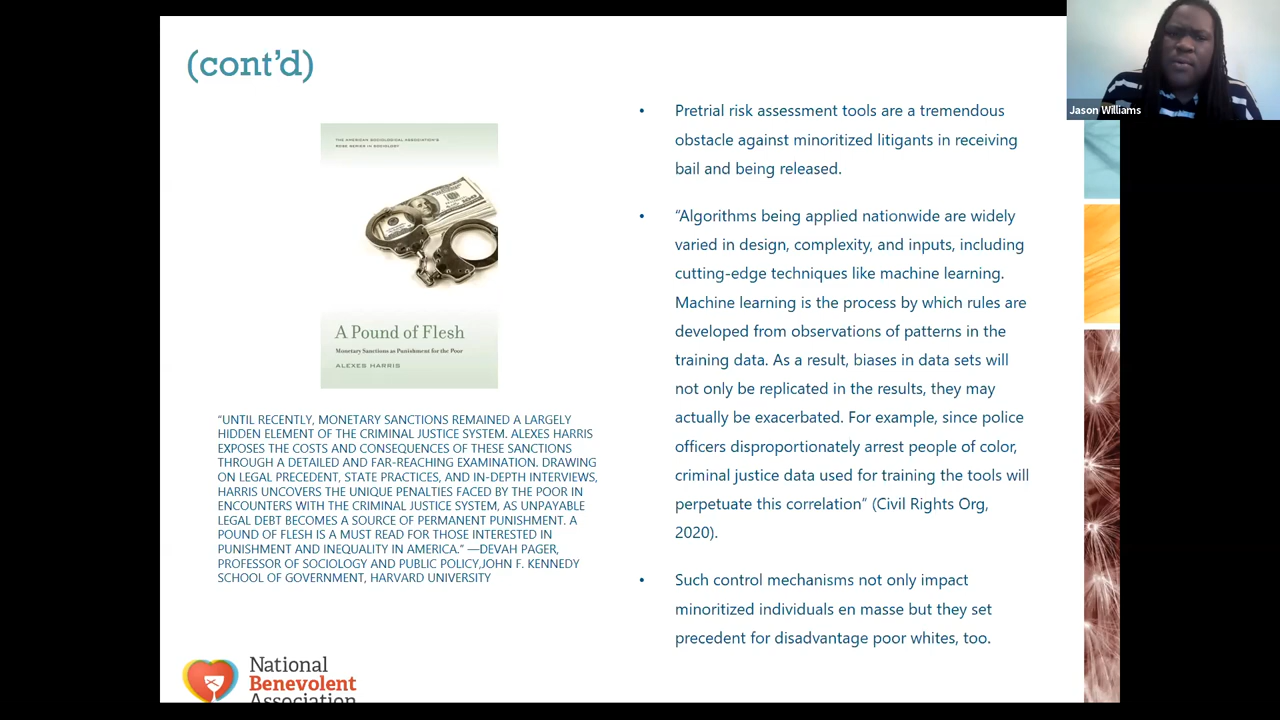 (cont’d)
THE AMERICAN SOCIOLOGICAL ASSOCIATION'S
ROSE SERIES IN SOCIOLOGY
A Pound of Flesh
Monetary Sanctions as Punishment for the Poor
ALEXES HARRIS
“UNTIL RECENTLY, MONETARY SANCTIONS REMAINED A LARGELY
HIDDEN ELEMENT OF THE CRIMINAL JUSTICE SYSTEM. ALEXES HARRIS
EXPOSES THE COSTS AND CONSEQUENCES OF THESE SANCTIONS
THROUGH A DETAILED AND FAR-REACHING EXAMINATION. DRAWING
ON LEGAL PRECEDENT, STATE PRACTICES, AND IN-DEPTH INTERVIEWS,
HARRIS UNCOVERS THE UNIQUE PENALTIES FACED BY THE POOR IN
ENCOUNTERS WITH THE CRIMINAL JUSTICE SYSTEM, AS UNPAYABLE
LEGAL DEBT BECOMES A SOURCE OF PERMANENT PUNISHMENT. A
POUND OF FLESH IS A MUST READ FOR THOSE INTERESTED IN
PUNISHMENT AND INEQUALITY IN AMERICA.” —DEVAH PAGER,
PROFESSOR OF SOCIOLOGY AND PUBLIC POLICY,JOHN F. KENNEDY
SCHOOL OF GOVERNMENT, HARVARD UNIVERSITY
National
Benevolent
Association
• Pretrial risk assessment tools are a tremendous
obstacle against minoritized litigants in receiving
bail and being released.
• “Algorithms being applied nationwide are widely
varied in design, complexity, and inputs, including
cutting-edge techniques like machine learning.
Machine learning is the process by which rules are
developed from observations of patterns in the
training data. As a result, biases in data sets will
not only be replicated in the results, they may
actually be exacerbated. For example, since police
officers disproportionately arrest people of color,
criminal justice data used for training the tools will
perpetuate this correlation” (Civil Rights Org,
2020).
• Such control mechanisms not only impact
minoritized individuals en masse but they set
precedent for disadvantage poor whites, too.
Jason Williams